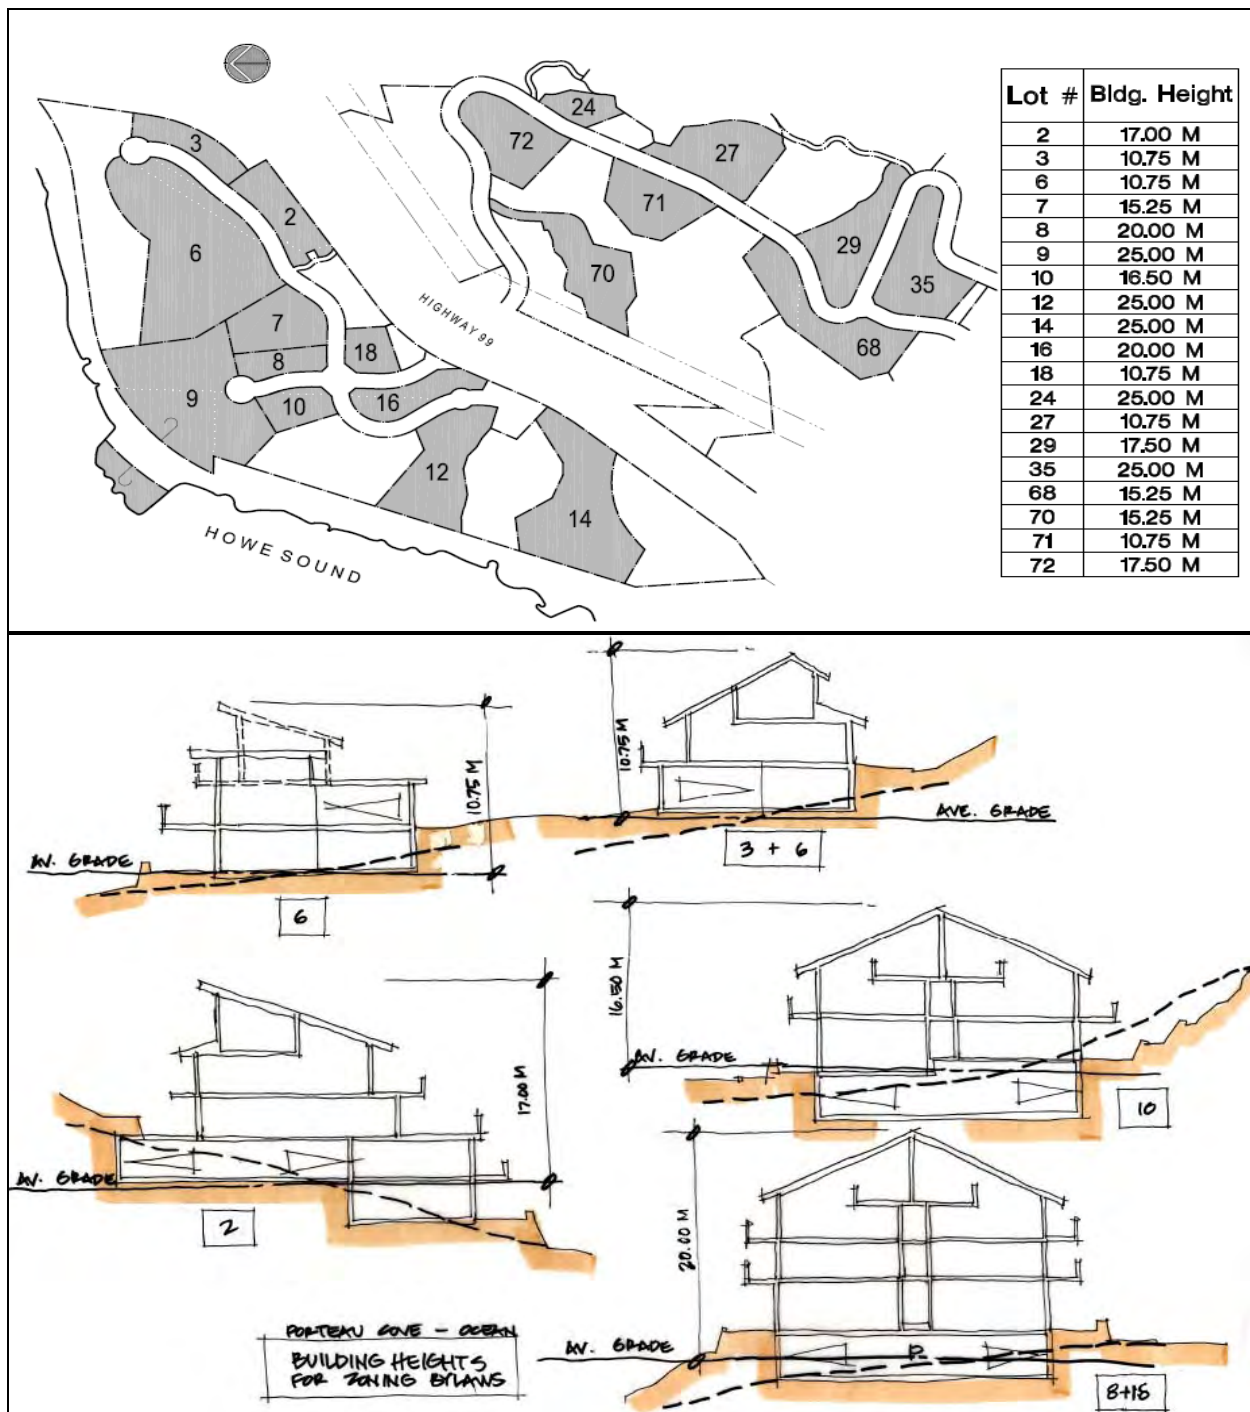 Lot # Bldg. Height
2 17.00 M
3 10.75 M
6 10.75 M
7 15.25 M
8 20.00 M
9 25.00 M
10 16.50 M
12 25.00 M
14 25.00 M
16 20.00 M
18 10.75 M
24 25.00 M
27 10.75 M
29 17.50 M
35 25.00 M
68 15.25 M
70 15.25 M
71 10.75 M
72 17.50 M
24
72
27
3
71
2
6
29
70
35
7
HIGHWAY 99
18
68
8
9
10
16
12
14
HOWE SOUND
10.75 M
10.75 M
AVE. GRADE
3 + 6
AV. GRADE
6
16.50 M
AV. GRADE
17.00 M
10
AV. GRADE
2
20.00 M
PORTEAU COVE - OCEAN
BUILDING HEIGHTS
FOR ZONING BYLAWS
AV. GRADE
P
8+18